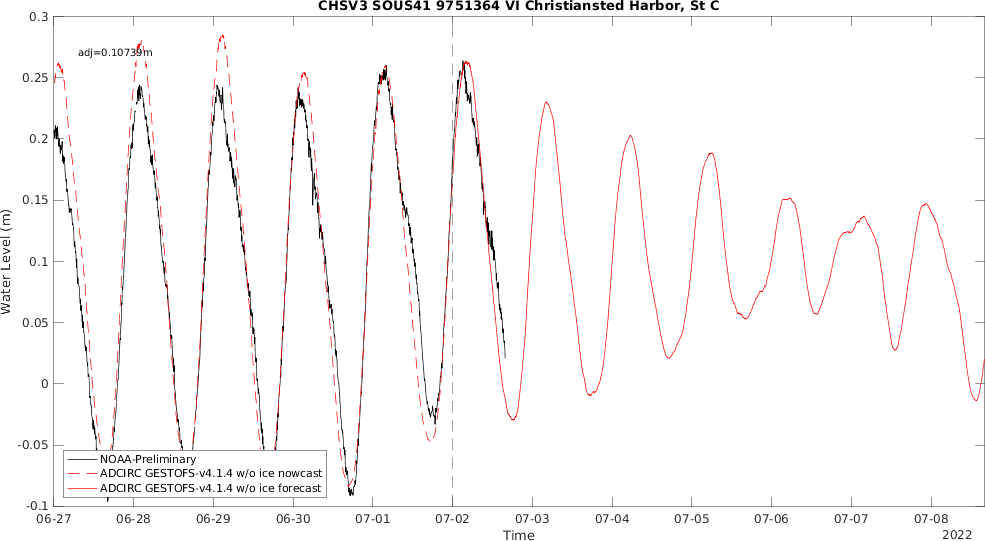 CHSV3 SOUS41 9751364 VI Christiansted Harbor, St C
adj=0.10739m
Water Level (m)
0.3
0.25
0.2
0.15
0.1
0.05
0
-0.05
-0.1
NOAA-Preliminary
ADCIRC GESTOFS-v4.1.4 w/o ice nowcast
ADCIRC GESTOFS-v4.1.4 w/o ice forecast
06-27 06-28 06-29 06-30 07-01 07-02 07-03 07-04 07-05 07-06 07-07 07-08
Time
2022